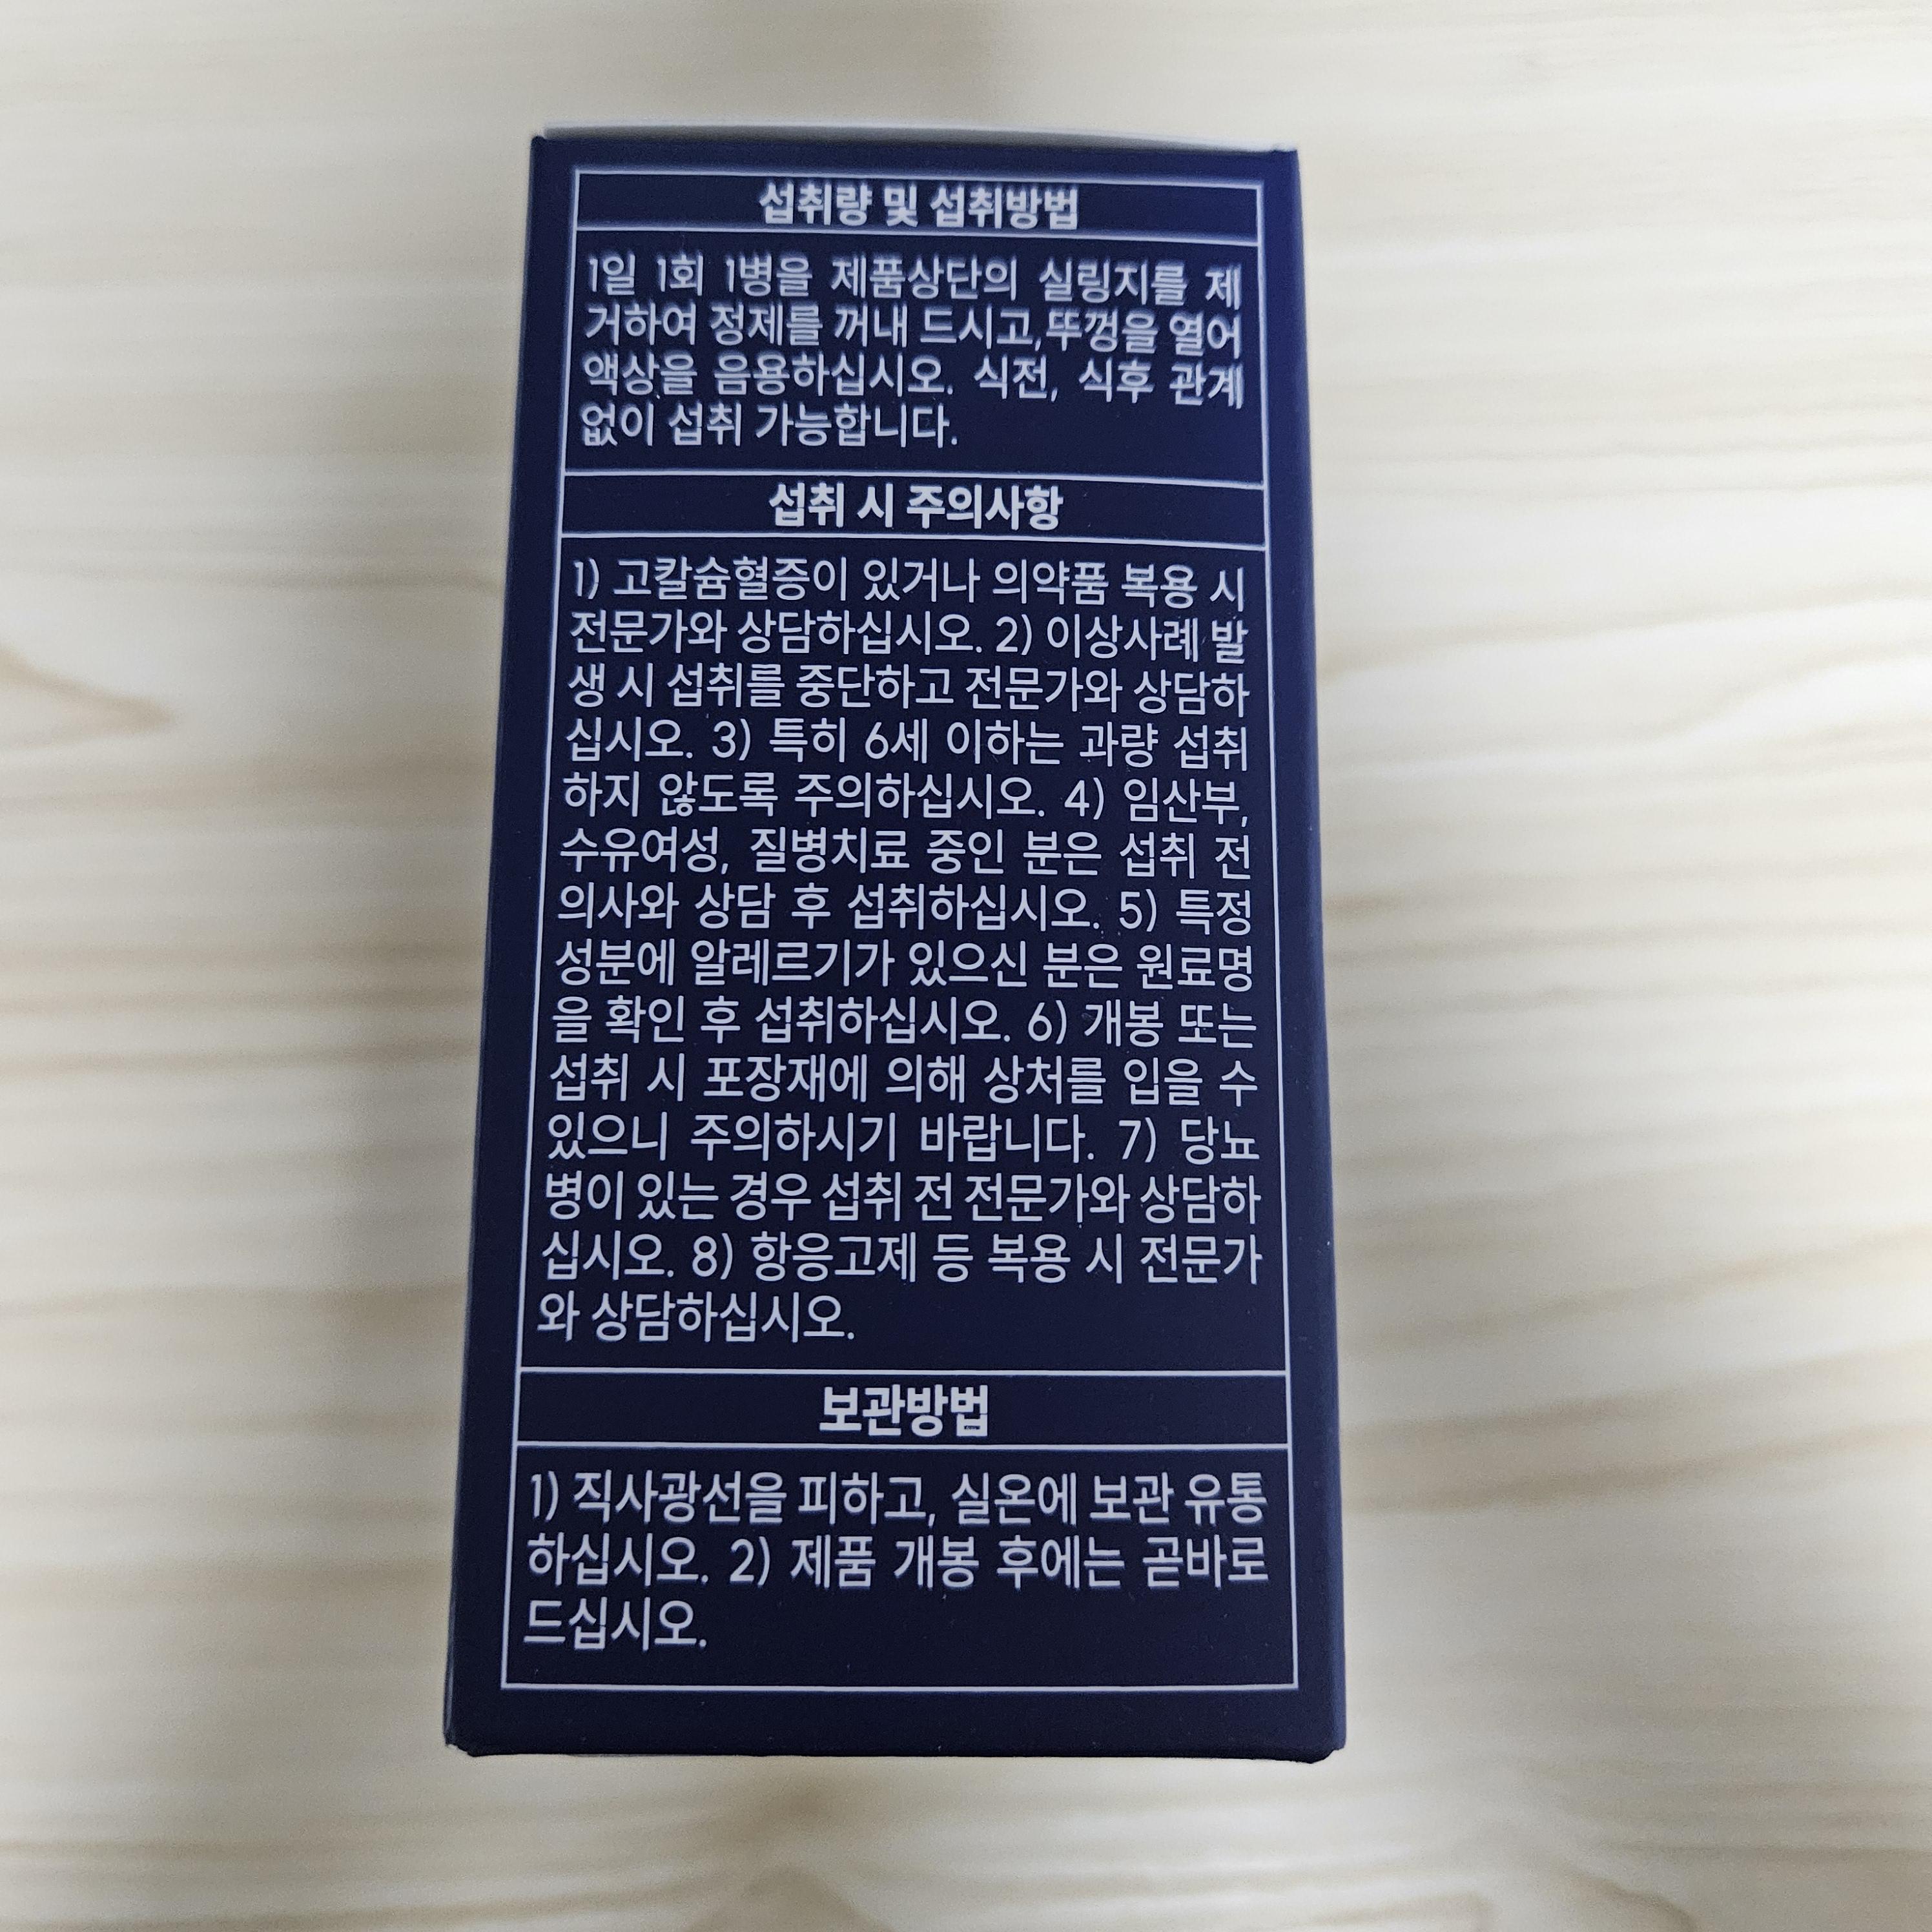 섭취량 및 섭취방법
1일 1회 1병을 제품상단의 실링지를 제
거하여 정제를 꺼내 드시고,뚜껑을 열어
액상을 음용하십시오. 식전, 식후 관계
없이 섭취 가능합니다.
섭취 시 주의사항
1) 고칼슘혈증이 있거나 의약품 복용 시
전문가와 상담하십시오. 2) 이상사례 발
생 시 섭취를 중단하고 전문가와 상담하
십시오. 3) 특히 6세 이하는 과량 섭취
하지 않도록 주의하십시오. 4) 임산부,
수유여성, 질병치료 중인 분은 섭취 전
의사와 상담 후 섭취하십시오. 5) 특정
성분에 알레르기가 있으신 분은 원료명
을 확인 후 섭취하십시오. 6) 개봉 또는
섭취 시 포장재에 의해 상처를 입을 수
있으니 주의하시기 바랍니다. 7) 당뇨
병이 있는 경우 섭취 전 전문가와 상담하
십시오. 8) 항응고제 등 복용 시 전문가
와 상담하십시오.
보관방법
1) 직사광선을 피하고, 실온에 보관 유통
하십시오. 2) 제품 개봉 후에는 곧바로
드십시오.